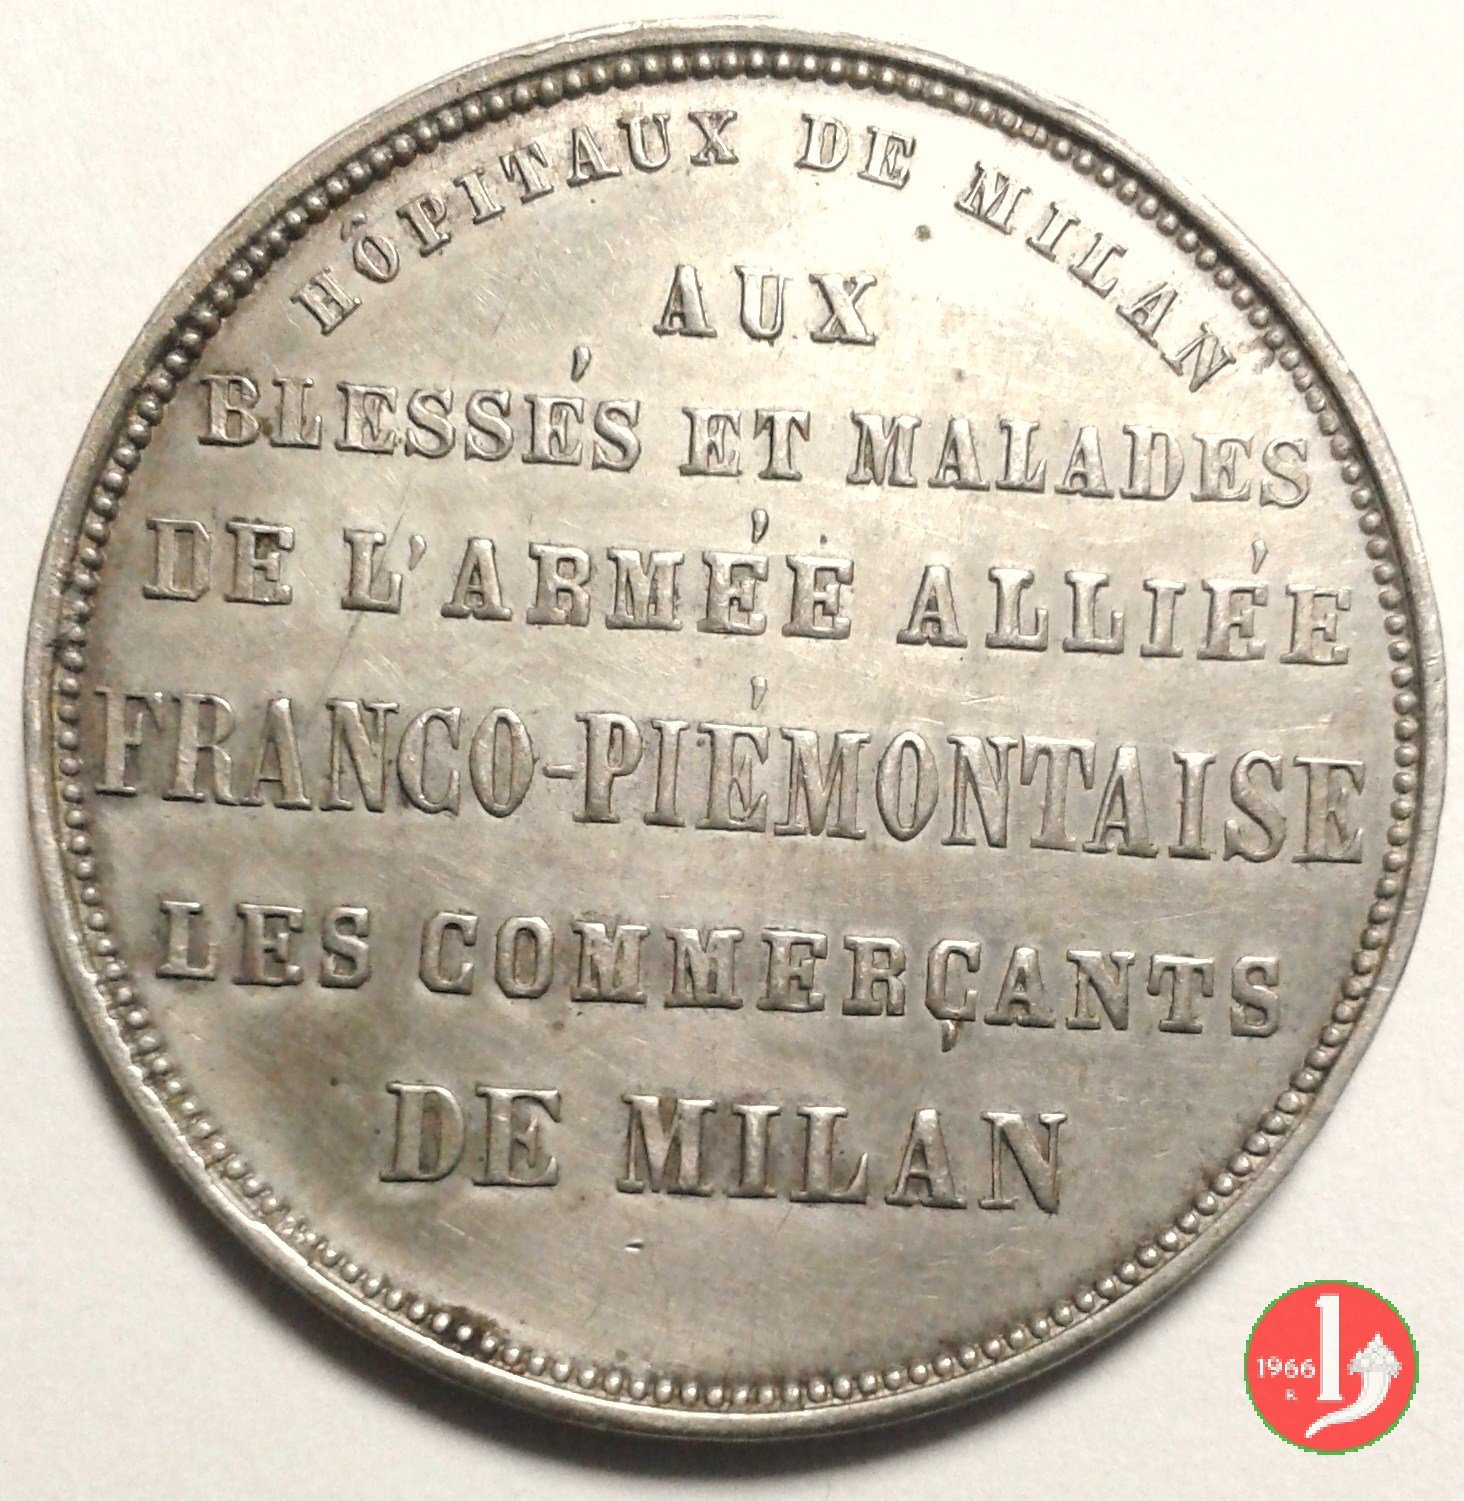 HÔPITAUX DE MILAN
AUX
BLESSÉS ET MALADES
DE L'ARMÉE ALLIÉE
FRANCO-PIÉMONTAISE
LES COMMERÇANTS
DE MILAN
1966
R.